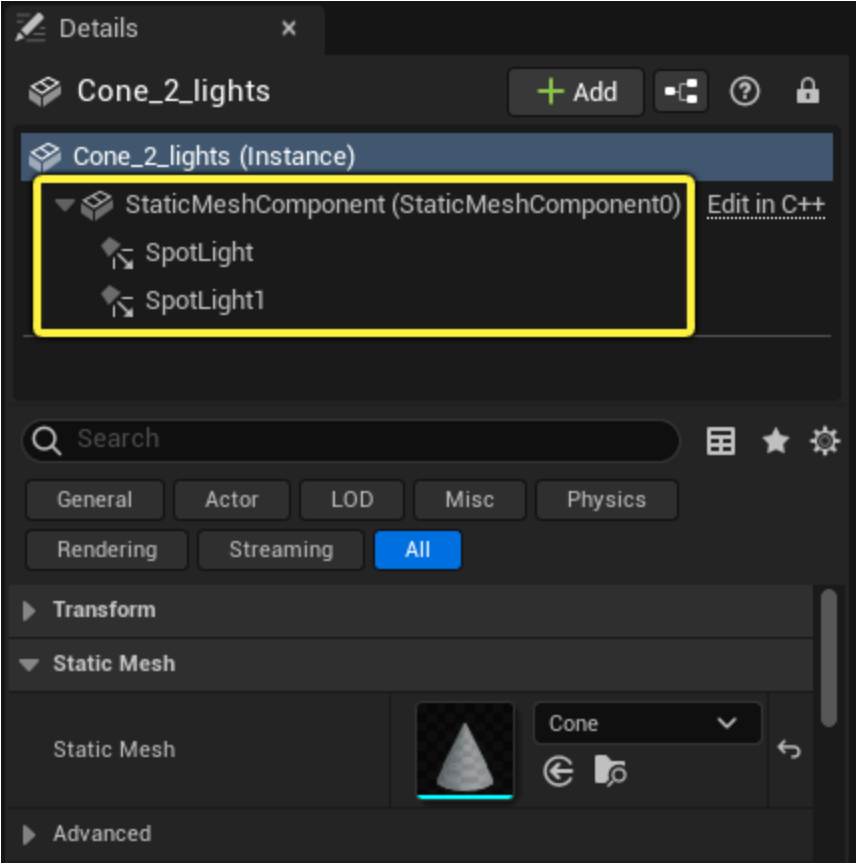 Details
Cone_2_lights
Add
Cone_2_lights (Instance)
StaticMeshComponent (StaticMeshComponent0) Edit in C++
SpotLight
SpotLight1
Search
General Actor LOD Misc Physics
Rendering Streaming All
Transform
Static Mesh
Static Mesh Cone
Advanced